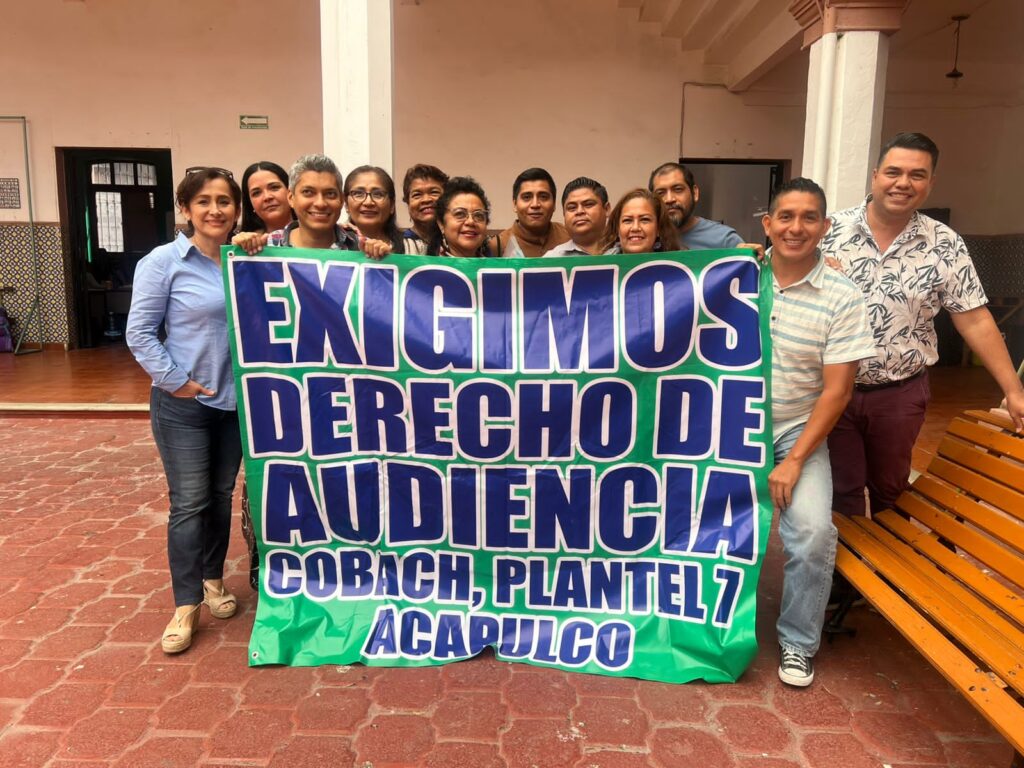 EXIGIMOS
DERECHO DE
AUDIENCIA
COBACH, PLANTEL 7
ACAPULCO